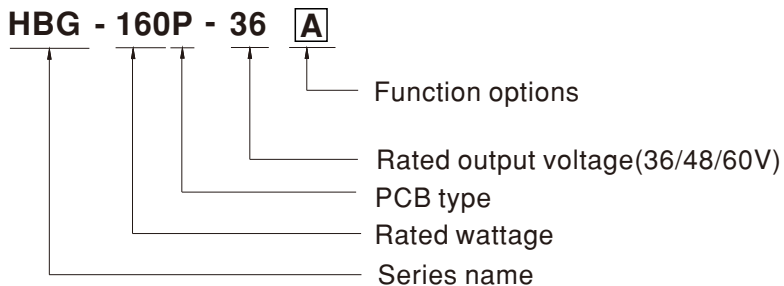 HBG - 160P - 36 A
Function options
Rated output voltage(36/48/60V)
PCB type
Rated wattage
Series name